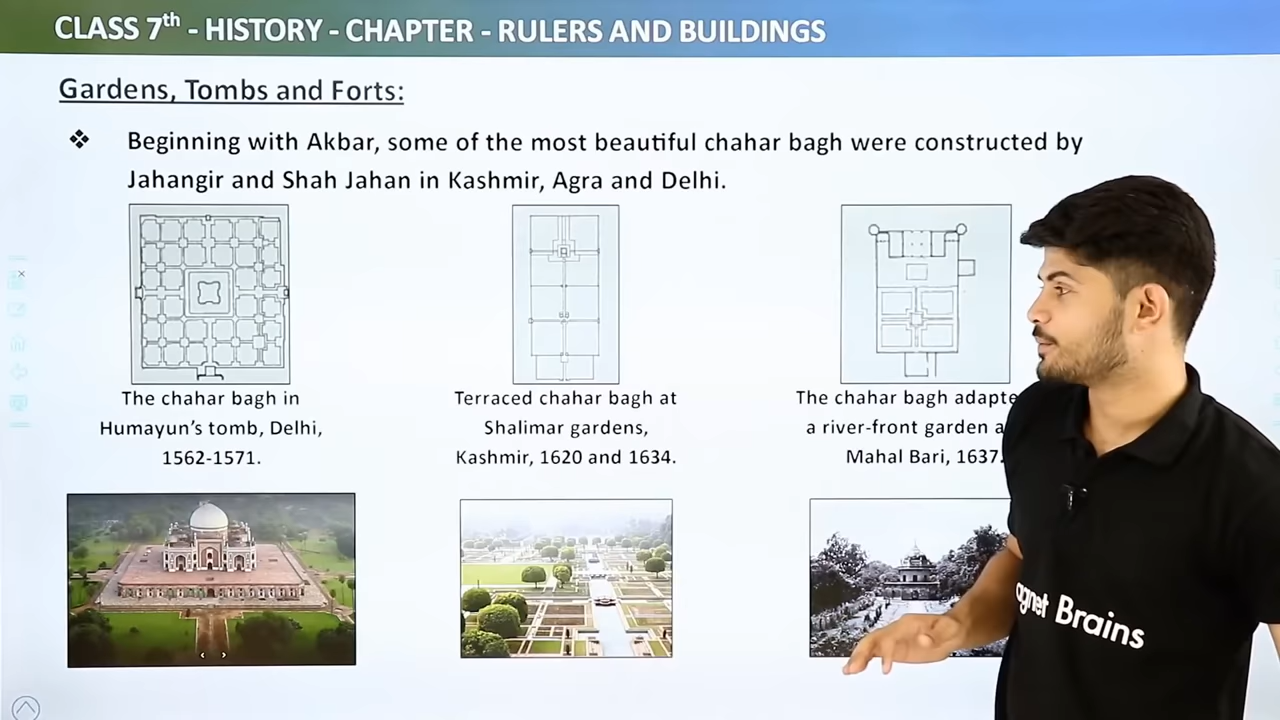 CLASS 7th - HISTORY - CHAPTER - RULERS AND BUILDINGS
Gardens, Tombs and Forts:
❖ Beginning with Akbar, some of the most beautiful chahar bagh were constructed by
Jahangir and Shah Jahan in Kashmir, Agra and Delhi.
The chahar bagh in
Humayun's tomb, Delhi,
1562-1571.
Terraced chahar bagh at
Shalimar gardens,
Kashmir, 1620 and 1634.
The chahar bagh adapte
a river-front garden a
Mahal Bari, 1637.
agnet Brains